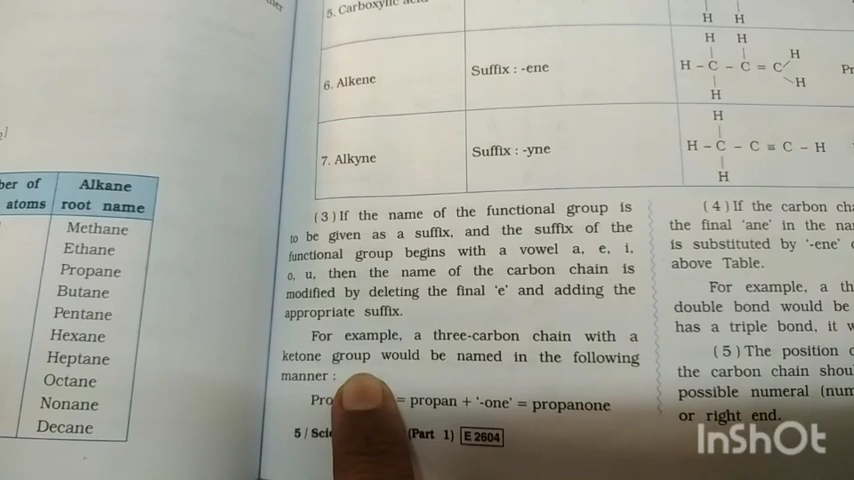 5. Carboxylic acid
6. Alkene
Suffix : -ene
7. Alkyne
Suffix : -yne
H H
H H
H
H – C – C = C
H
H
H
H – C – C ≡ C – H
H
ber of
atoms
Alkane
root name
Methane
Ethane
Propane
Butane
Pentane
Hexane
Heptane
Octane
Nonane
Decane
(3) If the name of the functional group is
to be given as a suffix, and the suffix of the
functional group begins with a vowel a, e, i,
o, u, then the name of the carbon chain is
modified by deleting the final 'e' and adding the
appropriate suffix.
For example, a three-carbon chain with a
ketone group would be named in the following
manner :
Pro = propan + '-one' = propanone
5 / Scie (Part 1) E 2604
(4) If the carbon cha
the final 'ane' in the na
is substituted by '-ene'
above Table.
For example, a th
double bond would be
has a triple bond, it w
(5) The position o
the carbon chain shou
possible numeral (num
or right end.
InShOt